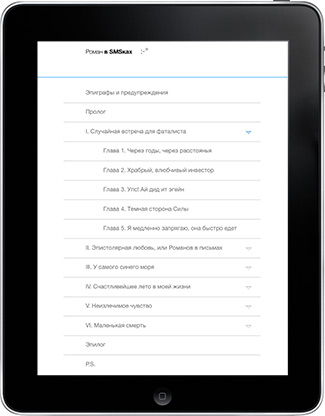 Роман в SMSках :-*
Эпиграфы и предупреждения
Пролог
I. Случайная встреча для фаталиста
Глава 1. Через годы, через расстоянья
Глава 2. Храбрый, влюбчивый инвестор
Глава 3. Упс! Ай дид ит эгейн
Глава 4. Темная сторона Силы
Глава 5. Я медленно запрягаю, она быстро едет
II. Эпистолярная любовь, или Романов в письмах
III. У самого синего моря
IV. Счастливейшее лето в моей жизни
V. Неизлечимое чувство
VI. Маленькая смерть
Эпилог
P.S.